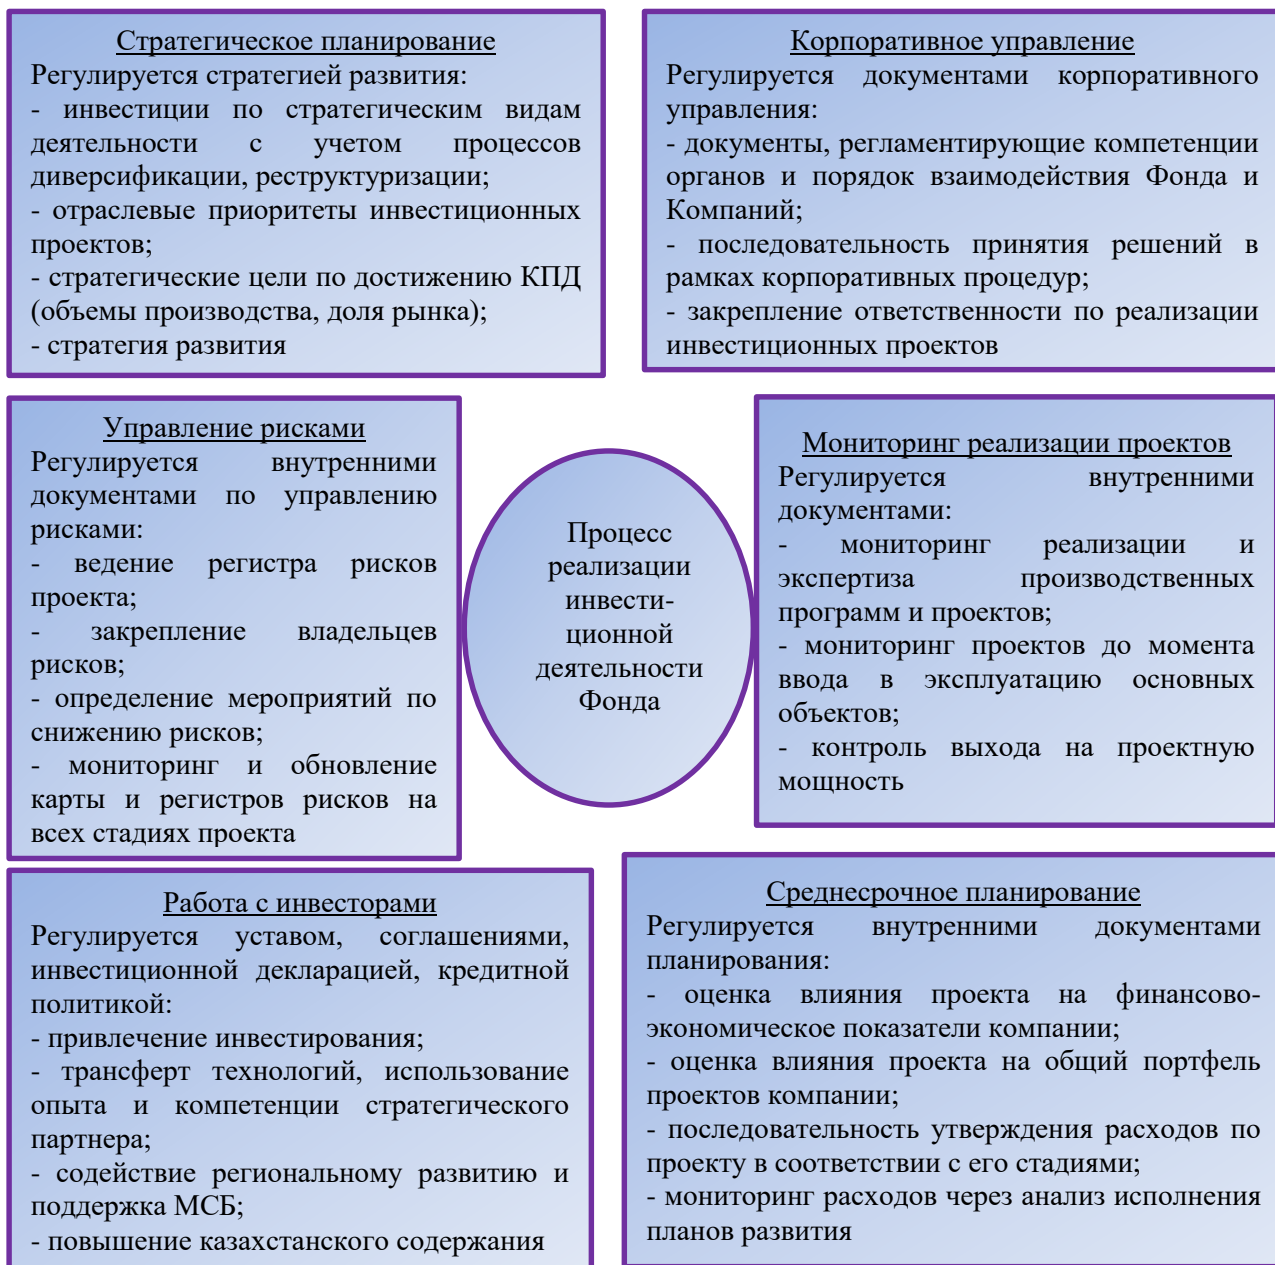 Стратегическое планирование
Регулируется стратегией развития:
- инвестиции по стратегическим видам
деятельности с учетом процессов
диверсификации, реструктуризации;
- отраслевые приоритеты инвестиционных
проектов;
- стратегические цели по достижению КПД
(объемы производства, доля рынка);
- стратегия развития
Корпоративное управление
Регулируется документами корпоративного
управления:
- документы, регламентирующие компетенции
органов и порядок взаимодействия Фонда и
Компаний;
- последовательность принятия решений в
рамках корпоративных процедур;
- закрепление ответственности по реализации
инвестиционных проектов
Управление рисками
Регулируется внутренними
документами по управлению
рисками:
- ведение регистра рисков
проекта;
- закрепление владельцев
рисков;
- определение мероприятий по
снижению рисков;
- мониторинг и обновление
карты и регистров рисков на
всех стадиях проекта
Процесс
реализации
инвести-
ционной
деятельности
Фонда
Мониторинг реализации проектов
Регулируется внутренними
документами:
- мониторинг реализации и
экспертиза производственных
программ и проектов;
- мониторинг проектов до момента
ввода в эксплуатацию основных
объектов;
- контроль выхода на проектную
мощность
Работа с инвесторами
Регулируется уставом, соглашениями,
инвестиционной декларацией, кредитной
политикой:
- привлечение инвестирования;
- трансферт технологий, использование
опыта и компетенции стратегического
партнера;
- содействие региональному развитию и
поддержка МСБ;
- повышение казахстанского содержания
Среднесрочное планирование
Регулируется внутренними документами
планирования:
- оценка влияния проекта на финансово-
экономическое показатели компании;
- оценка влияния проекта на общий портфель
проектов компании;
- последовательность утверждения расходов по
проекту в соответствии с его стадиями;
- мониторинг расходов через анализ исполнения
планов развития